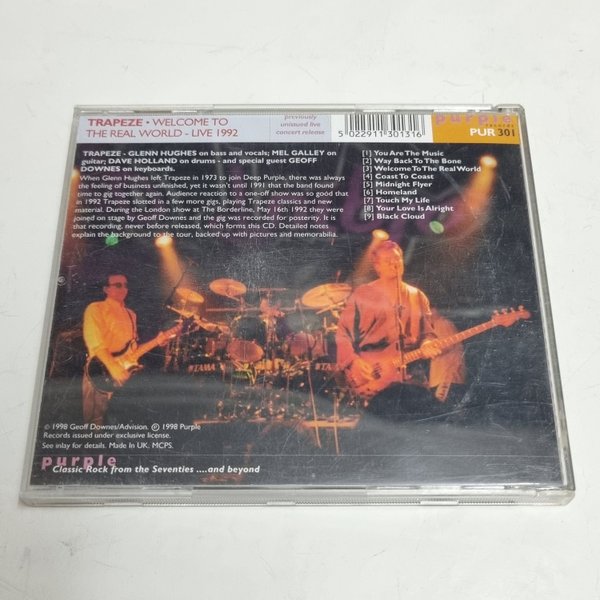 TRAPEZE • WELCOME TO
THE REAL WORLD - LIVE 1992
previously
unissued live
concert release
5 022911 301316
purple
records
PUR 301
TRAPEZE - GLENN HUGHES on bass and vocals; MEL GALLEY on
guitar; DAVE HOLLAND on drums - and special guest GEOFF
DOWNES on keyboards.
When Glenn Hughes left Trapeze in 1973 to join Deep Purple, there was always
the feeling of business unfinished, yet it wasn't until 1991 that the band found
time to gig together again. Audience reaction to a one-off show was so good that
in 1992 Trapeze slotted in a few more gigs, playing Trapeze classics and new
material. During the London show at The Borderline, May 16th 1992 they were
joined on stage by Geoff Downes and the gig was recorded for posterity. It is
that recording, never before released, which forms this CD. Detailed notes
explain the background to the tour, backed up with pictures and memorabilia.
[1] You Are The Music
[2] Way Back To The Bone
[3] Welcome To The Real World
[4] Coast To Coast
[5] Midnight Flyer
[6] Homeland
[7] Touch My Life
[8] Your Love Is Alright
[9] Black Cloud
TAMA
TAMA
© 1998 Geoff Downes/Advision. ℗ 1998 Purple
Records issued under exclusive license.
See inlay for details. Made In UK. MCPS.
purple
Classic Rock from the Seventies ....and beyond